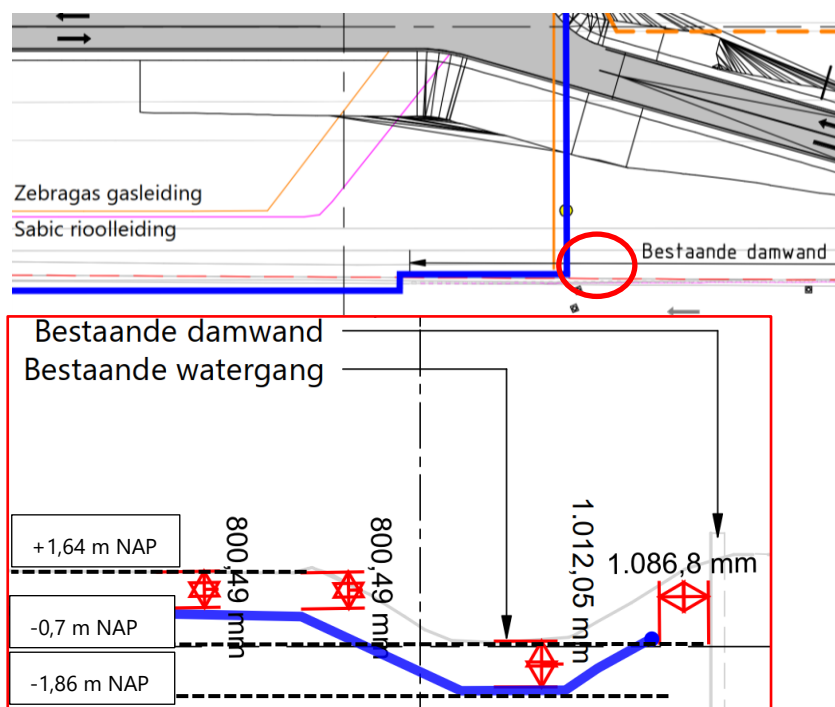 Zebragas gasleiding
Sabic rioolleiding
Bestaande damwand
Bestaande damwand
Bestaande watergang
800,49 mm
800,49 mm
1.012,05 mm
1.086,8 mm
+1,64 m NAP
-0,7 m NAP
-1,86 m NAP